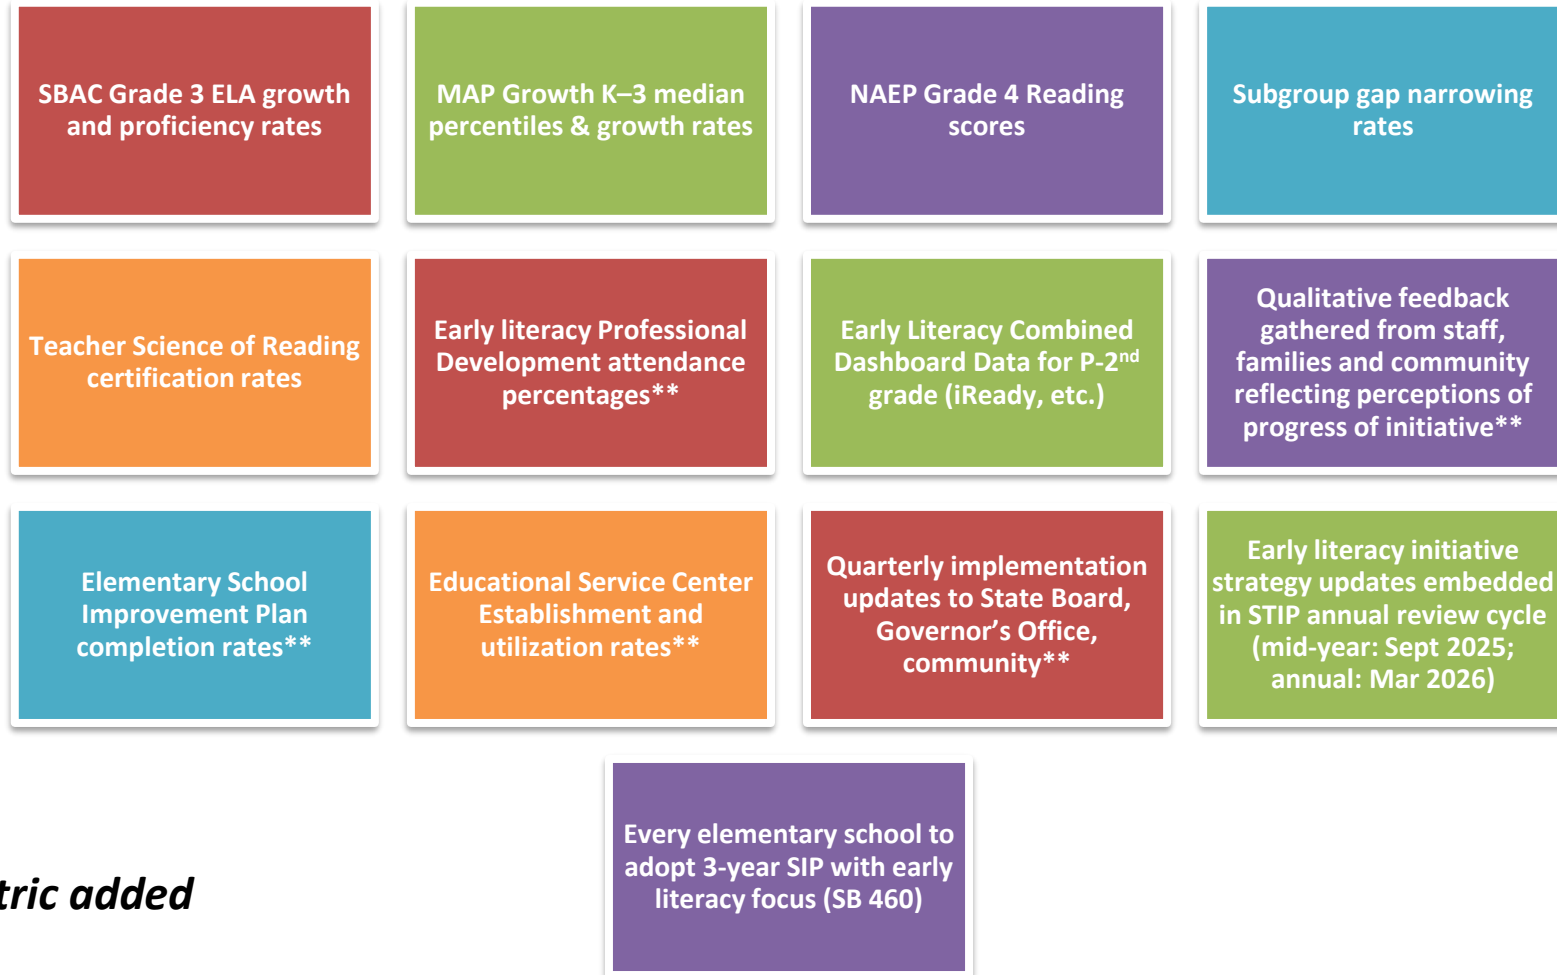 SBAC Grade 3 ELA growth
and proficiency rates
MAP Growth K–3 median
percentiles & growth rates
NAEP Grade 4 Reading
scores
Subgroup gap narrowing
rates
Teacher Science of Reading
certification rates
Early literacy Professional
Development attendance
percentages**
Early Literacy Combined
Dashboard Data for P-2nd
grade (iReady, etc.)
Qualitative feedback
gathered from staff,
families and community
reflecting perceptions of
progress of initiative**
Elementary School
Improvement Plan
completion rates**
Educational Service Center
Establishment and
utilization rates**
Quarterly implementation
updates to State Board,
Governor’s Office,
community**
Early literacy initiative
strategy updates embedded
in STIP annual review cycle
(mid-year: Sept 2025;
annual: Mar 2026)
Every elementary school to
adopt 3-year SIP with early
literacy focus (SB 460)
tric added